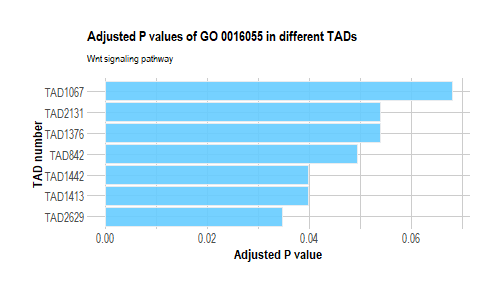 Adjusted P values of GO 0016055 in different TADs
Wnt signaling pathway
TAD number
TAD1067
TAD2131
TAD1376
TAD842
TAD1442
TAD1413
TAD2629
0.00 0.02 0.04 0.06
Adjusted P value